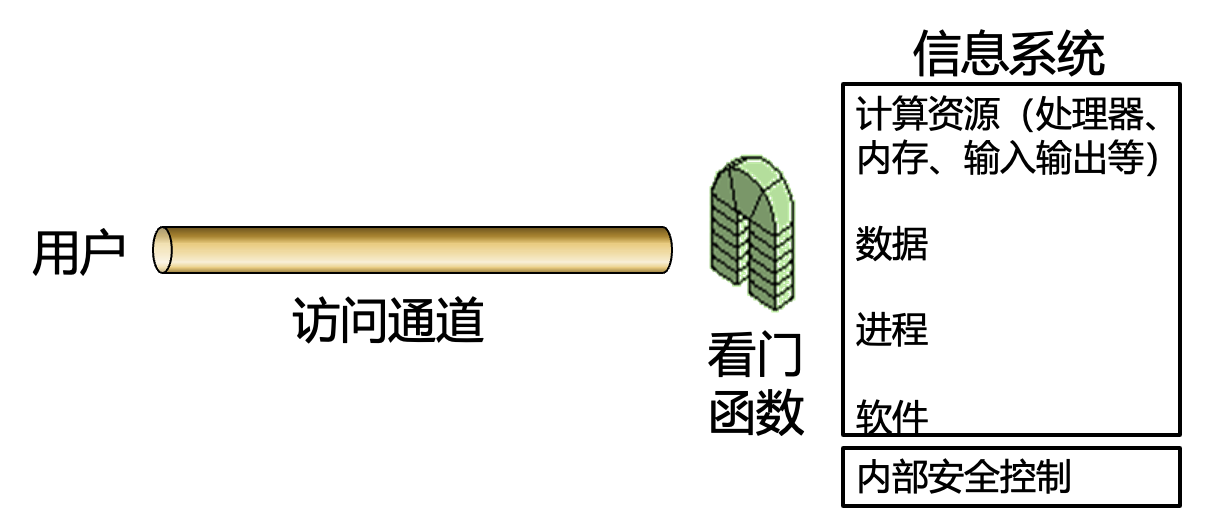 信息系统
计算资源（处理器、
内存、输入输出等）
数据
进程
软件
内部安全控制
用户
访问通道
看门
函数